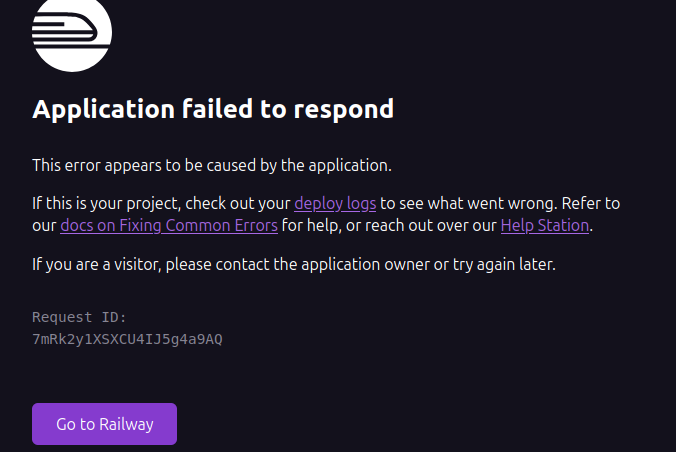 Application failed to respond
This error appears to be caused by the application.
If this is your project, check out your deploy logs to see what went wrong. Refer to
our docs on Fixing Common Errors for help, or reach out over our Help Station.
If you are a visitor, please contact the application owner or try again later.
Request ID:
7mRk2y1XSXCU4IJ5g4a9AQ
Go to Railway